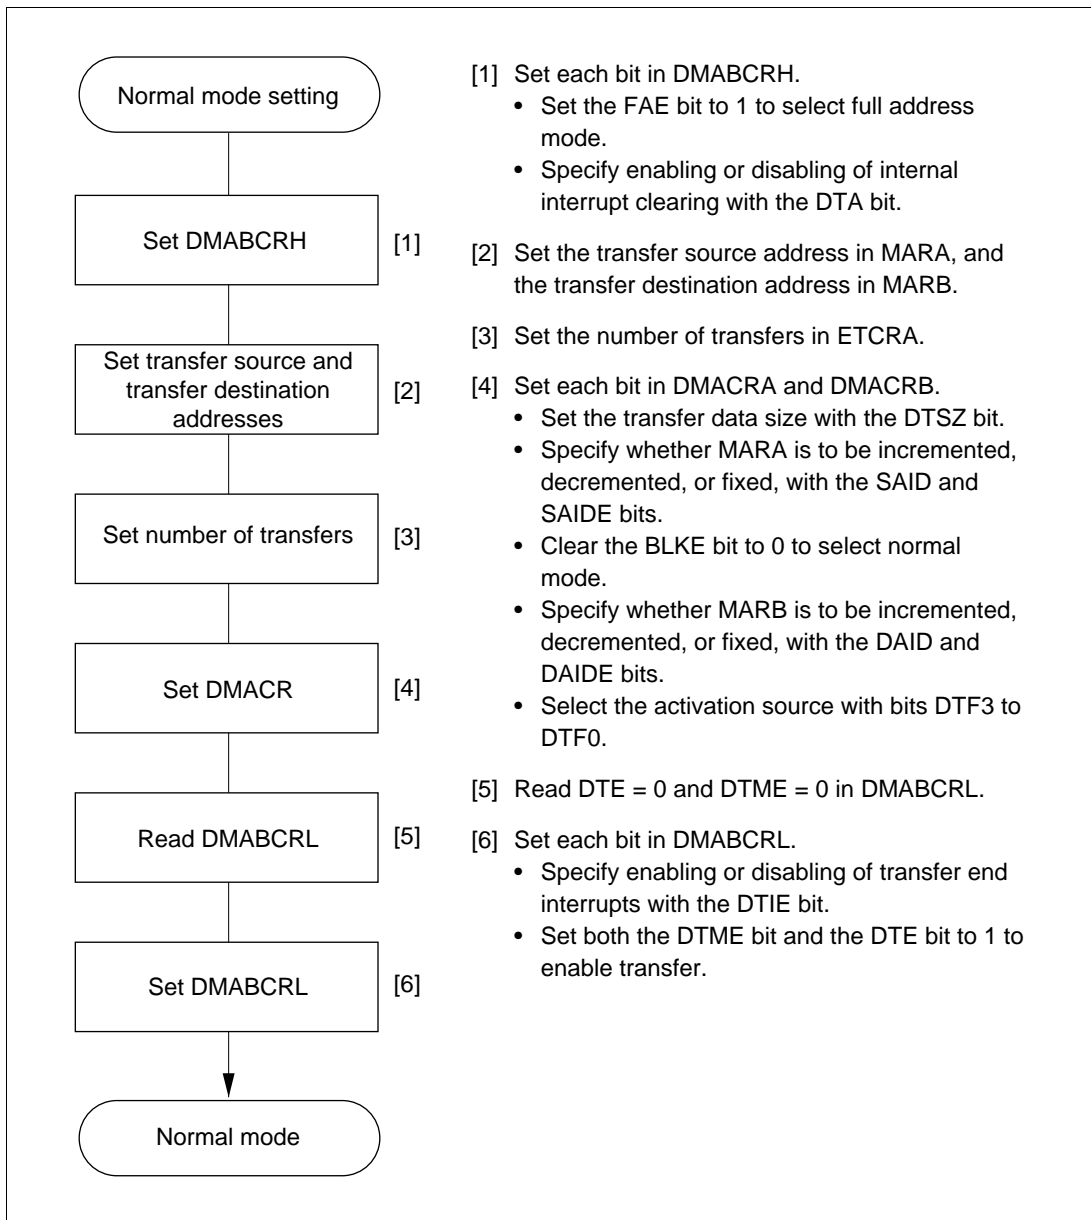 Normal mode setting
Set DMABCRH
[1]
Set transfer source and
transfer destination
addresses
[2]
Set number of transfers
[3]
Set DMACR
[4]
Read DMABCRL
[5]
Set DMABCRL
[6]
Normal mode
[1] Set each bit in DMABCRH.
• Set the FAE bit to 1 to select full address
mode.
• Specify enabling or disabling of internal
interrupt clearing with the DTA bit.
[2] Set the transfer source address in MARA, and
the transfer destination address in MARB.
[3] Set the number of transfers in ETCRA.
[4] Set each bit in DMACRA and DMACRB.
• Set the transfer data size with the DTSZ bit.
• Specify whether MARA is to be incremented,
decremented, or fixed, with the SAID and
SAIDE bits.
• Clear the BLKE bit to 0 to select normal
mode.
• Specify whether MARB is to be incremented,
decremented, or fixed, with the DAID and
DAIDE bits.
• Select the activation source with bits DTF3 to
DTF0.
[5] Read DTE = 0 and DTME = 0 in DMABCRL.
[6] Set each bit in DMABCRL.
• Specify enabling or disabling of transfer end
interrupts with the DTIE bit.
• Set both the DTME bit and the DTE bit to 1 to
enable transfer.